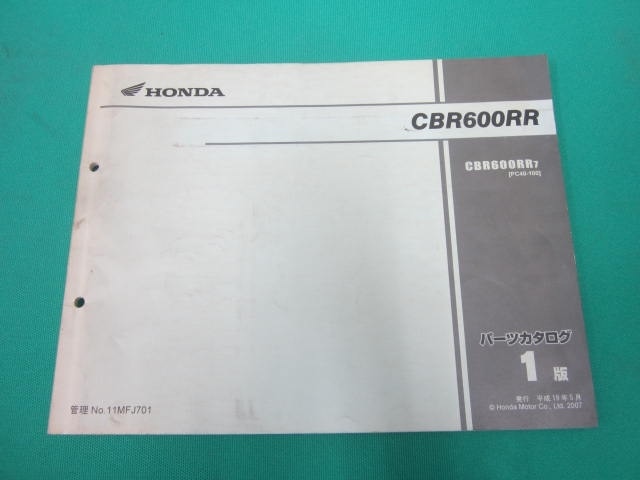 HONDA
CBR600RR
CBR600RR7
[PC40-100]
パーツカタログ
1 版
発行 平成19年5月
© Honda Motor Co., Ltd. 2007
管理 No.11MFJ701